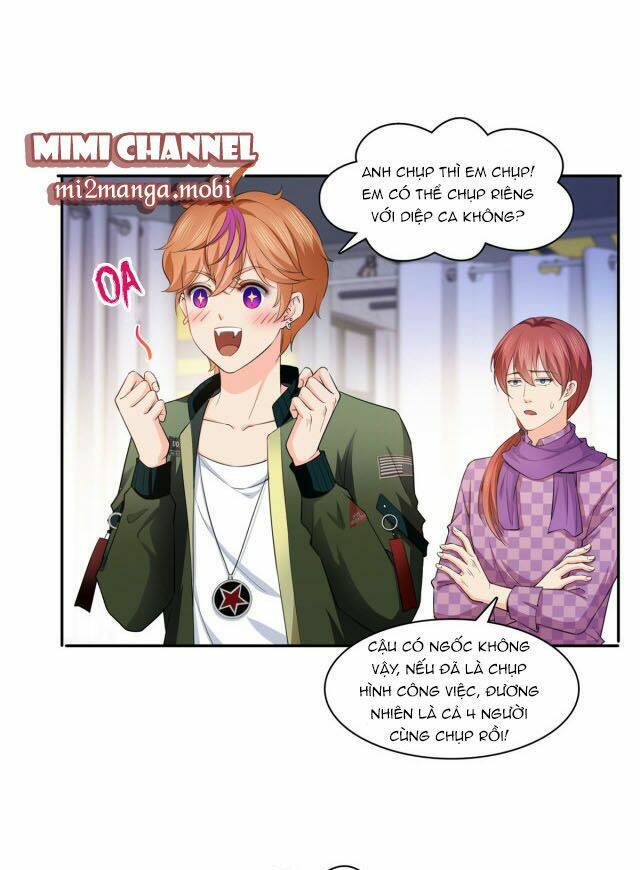 MIMI CHANNEL
mi2manga.mobi
ANH CHỤP THÌ EM CHỤP!
EM CÓ THỂ CHỤP RIÊNG
VỚI DIỆP CA KHÔNG?
OA
CẬU CÓ NGỐC KHÔNG
VẬY, NẾU ĐÃ LÀ CHỤP
HÌNH CÔNG VIỆC, ĐƯƠNG
NHIÊN LÀ CẢ 4 NGƯỜI
CÙNG CHỤP RỒI!